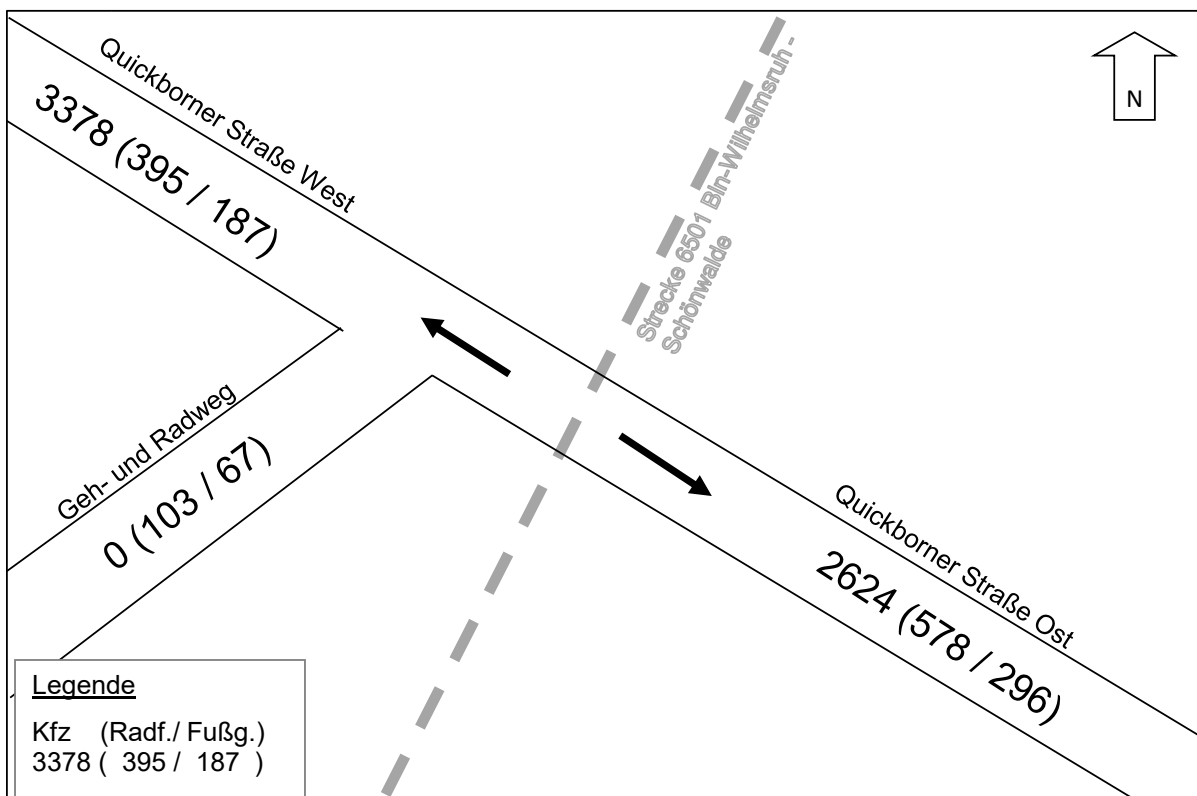 Quickborner Straße West
3378 (395 / 187)
Strecke 6501 Bln-Wilhelmsruh -
Schönwalde
N
Geh- und Radweg
0 (103 / 67)
Quickborner Straße Ost
2624 (578 / 296)
Legende
Kfz (Radf./ Fußg.)
3378 ( 395 / 187 )